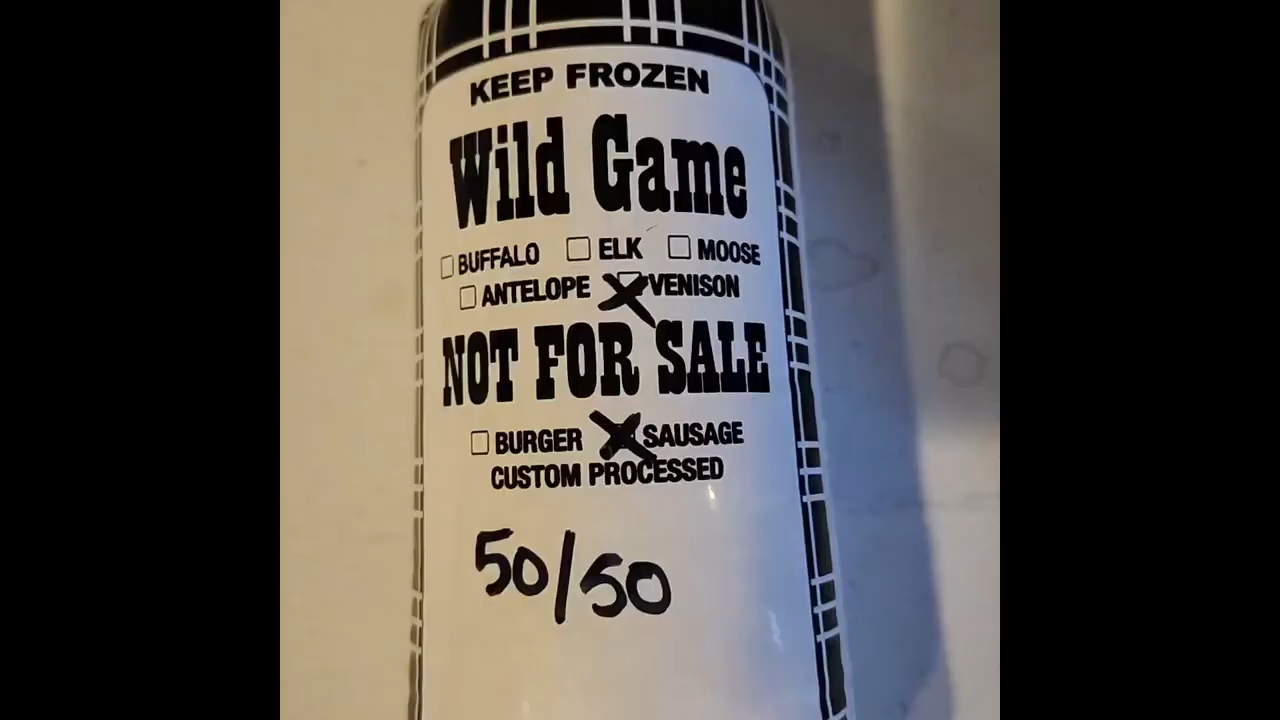 KEEP FROZEN
Wild Game
BUFFALO ELK MOOSE
ANTELOPE VENISON
NOT FOR SALE
BURGER SAUSAGE
CUSTOM PROCESSED
50/50